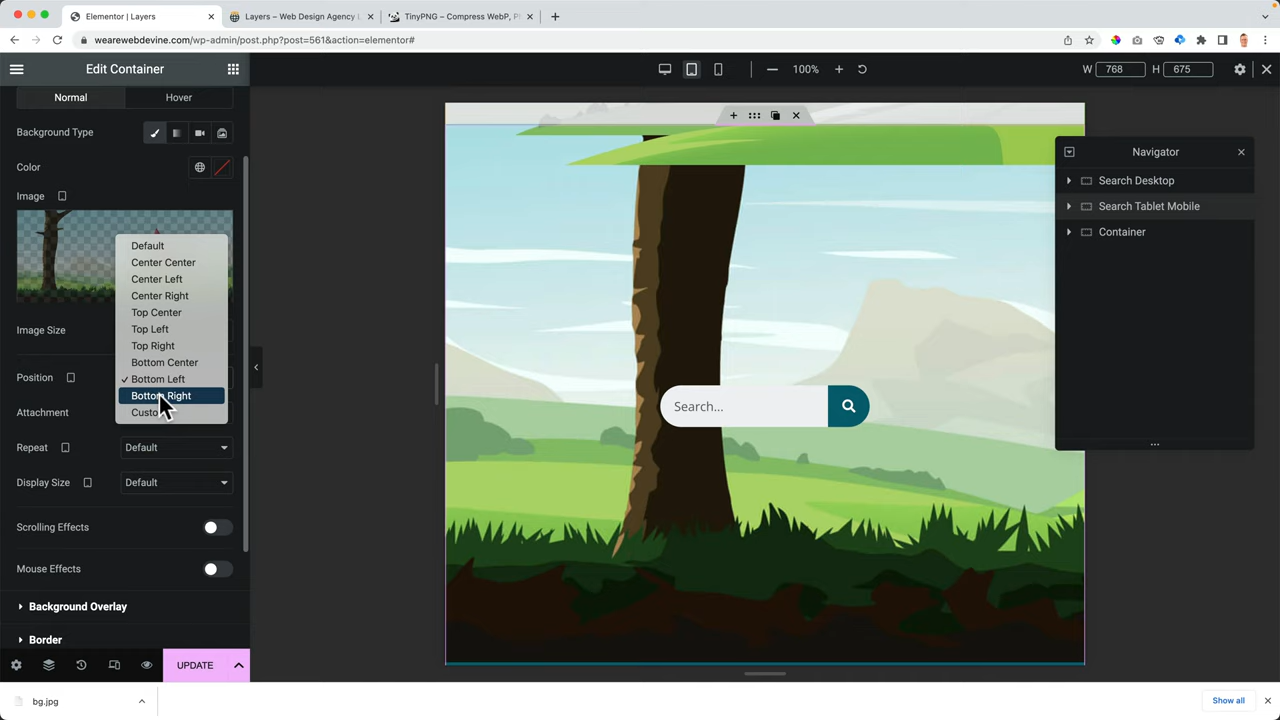 Elementor | Layers
Layers – Web Design Agency L
TinyPNG – Compress WebP, P
wearewebdevine.com/wp-admin/post.php?post=561&action=elementor#
Edit Container
100%
W 768
H 675
Normal
Hover
Background Type
Color
Image
Default
Center Center
Center Left
Center Right
Top Center
Top Left
Top Right
Bottom Center
✓ Bottom Left
Bottom Right
Image Size
Position
Attachment
Repeat
Default
Display Size
Default
Scrolling Effects
Mouse Effects
Background Overlay
Border
UPDATE
Search...
Navigator
Search Desktop
Search Tablet Mobile
Container
bg.jpg
Show all